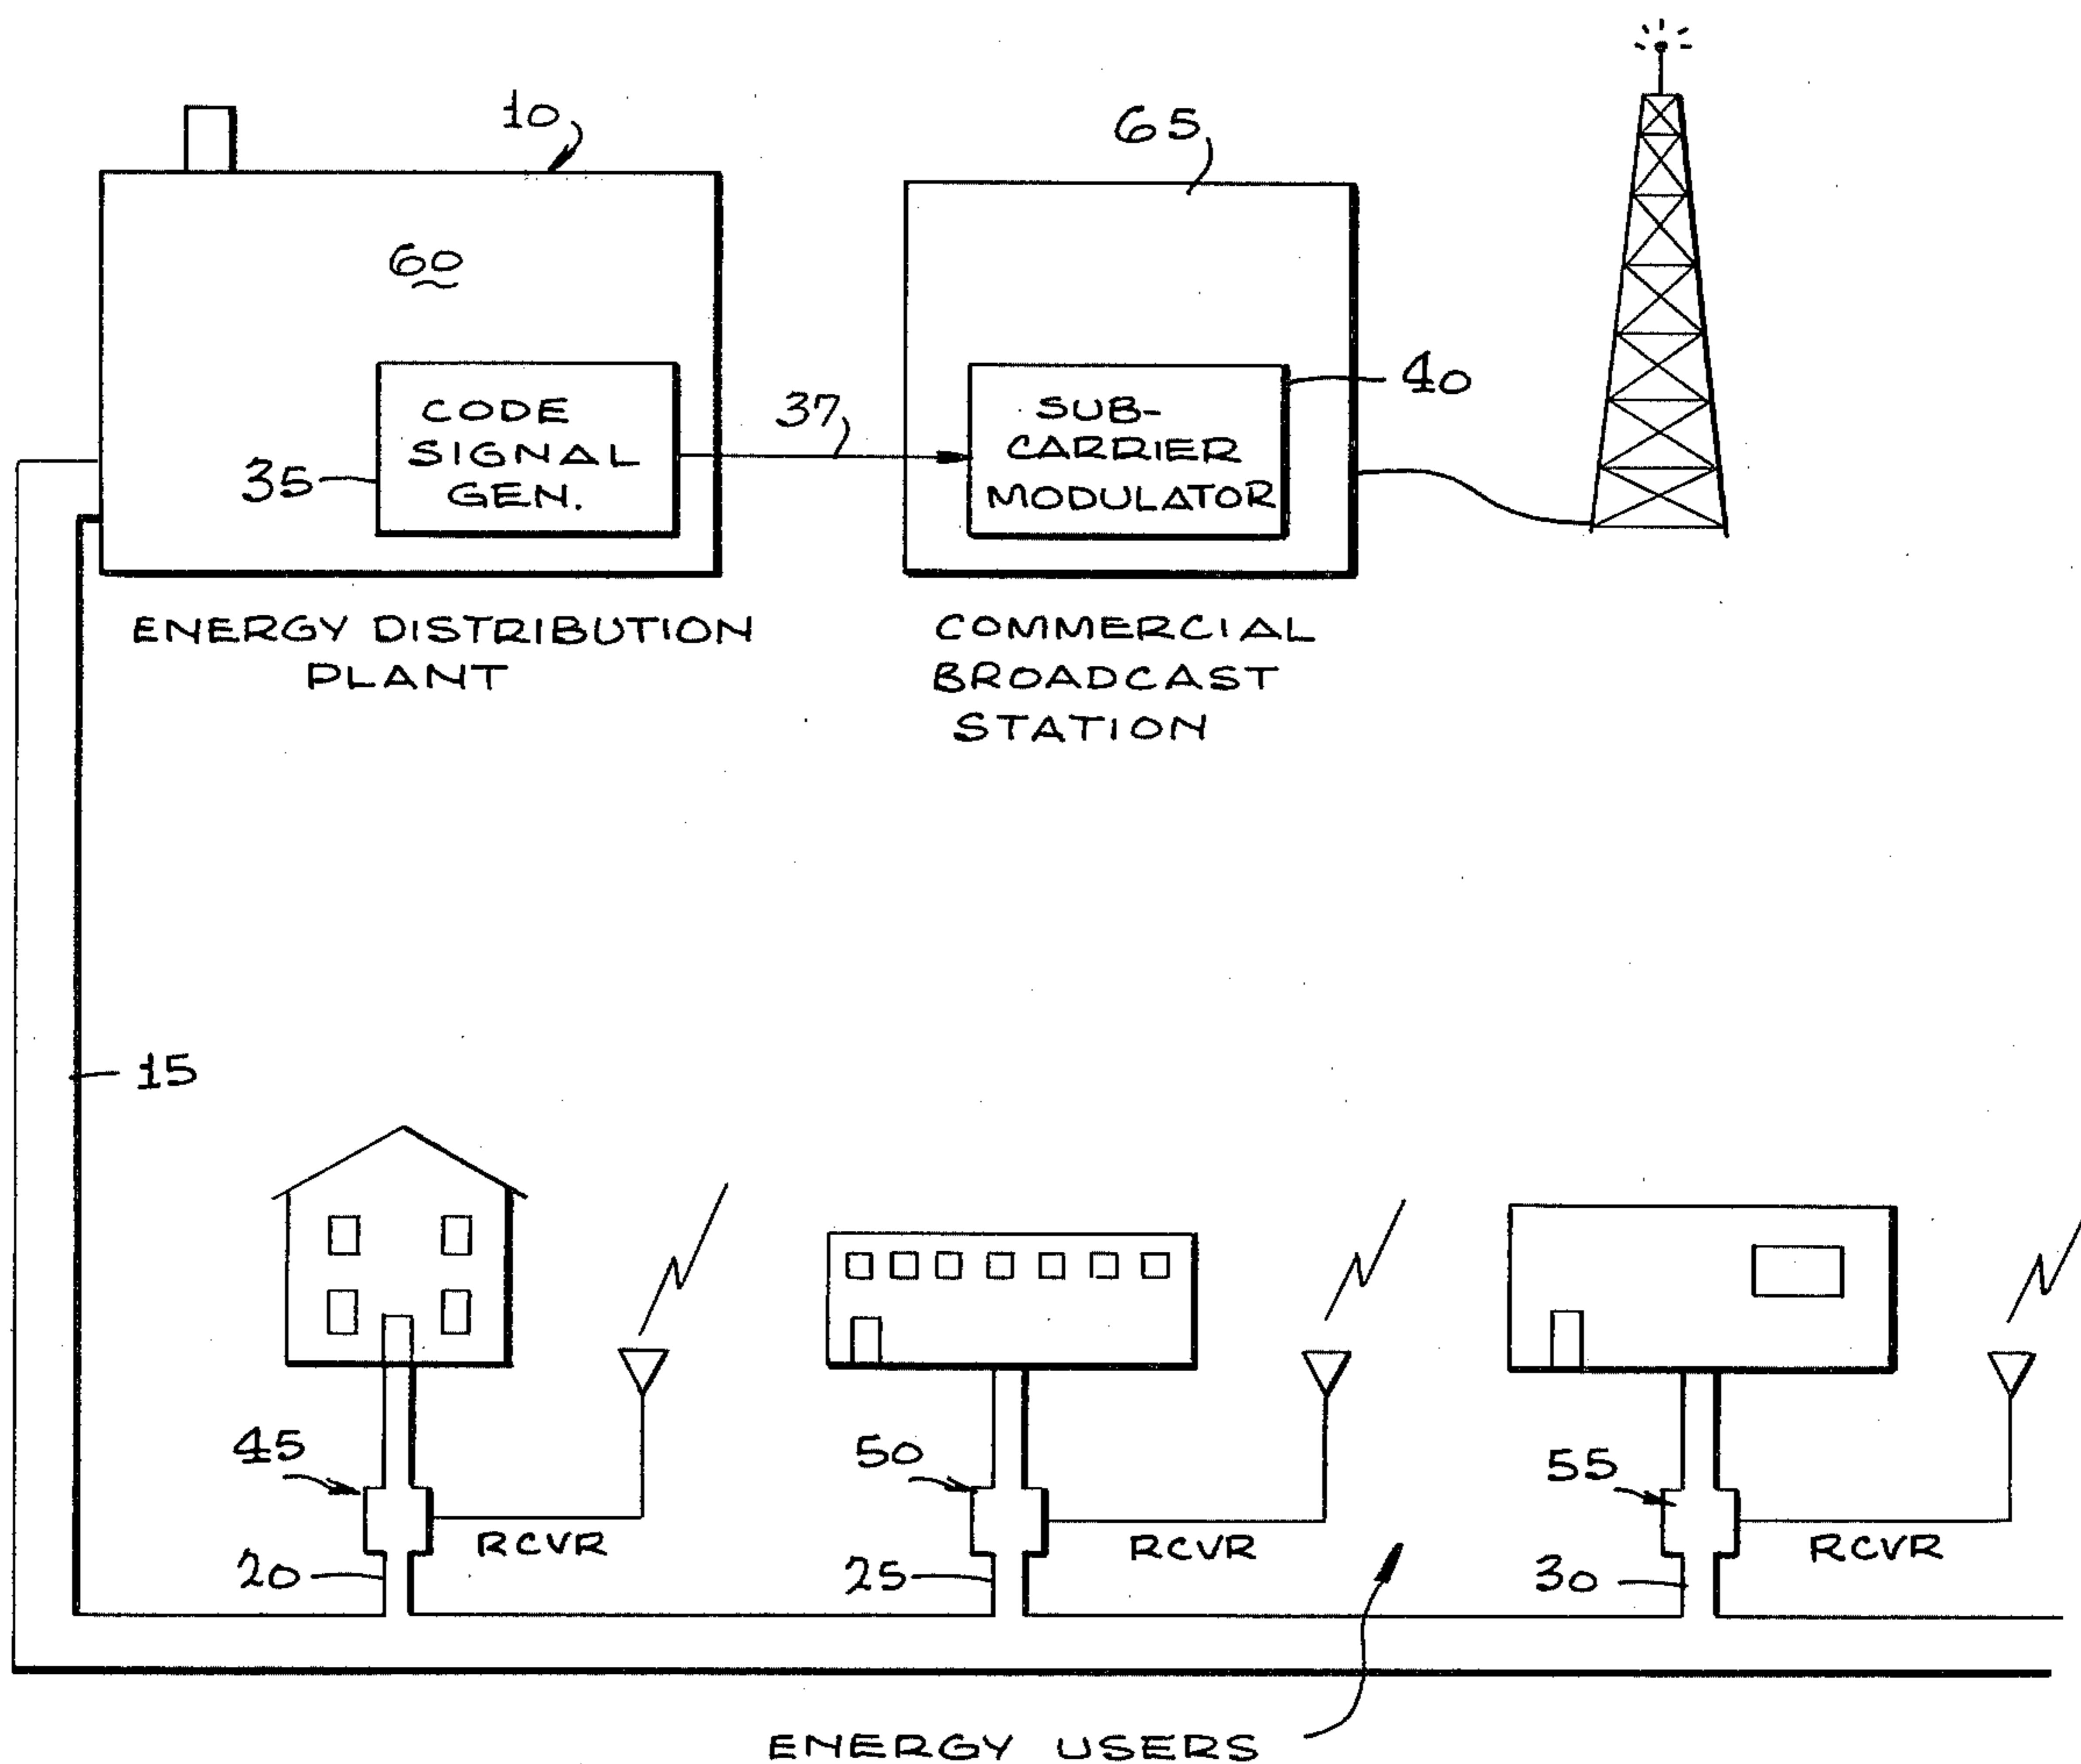 10
65
60
CODE
SIGNAL
GEN.
35
37
SUB-
CARRIER
MODULATOR
40
ENERGY DISTRIBUTION
PLANT
COMMERCIAL
BROADCAST
STATION
15
45
50
55
RCVR
RCVR
RCVR
20
25
30
ENERGY USERS